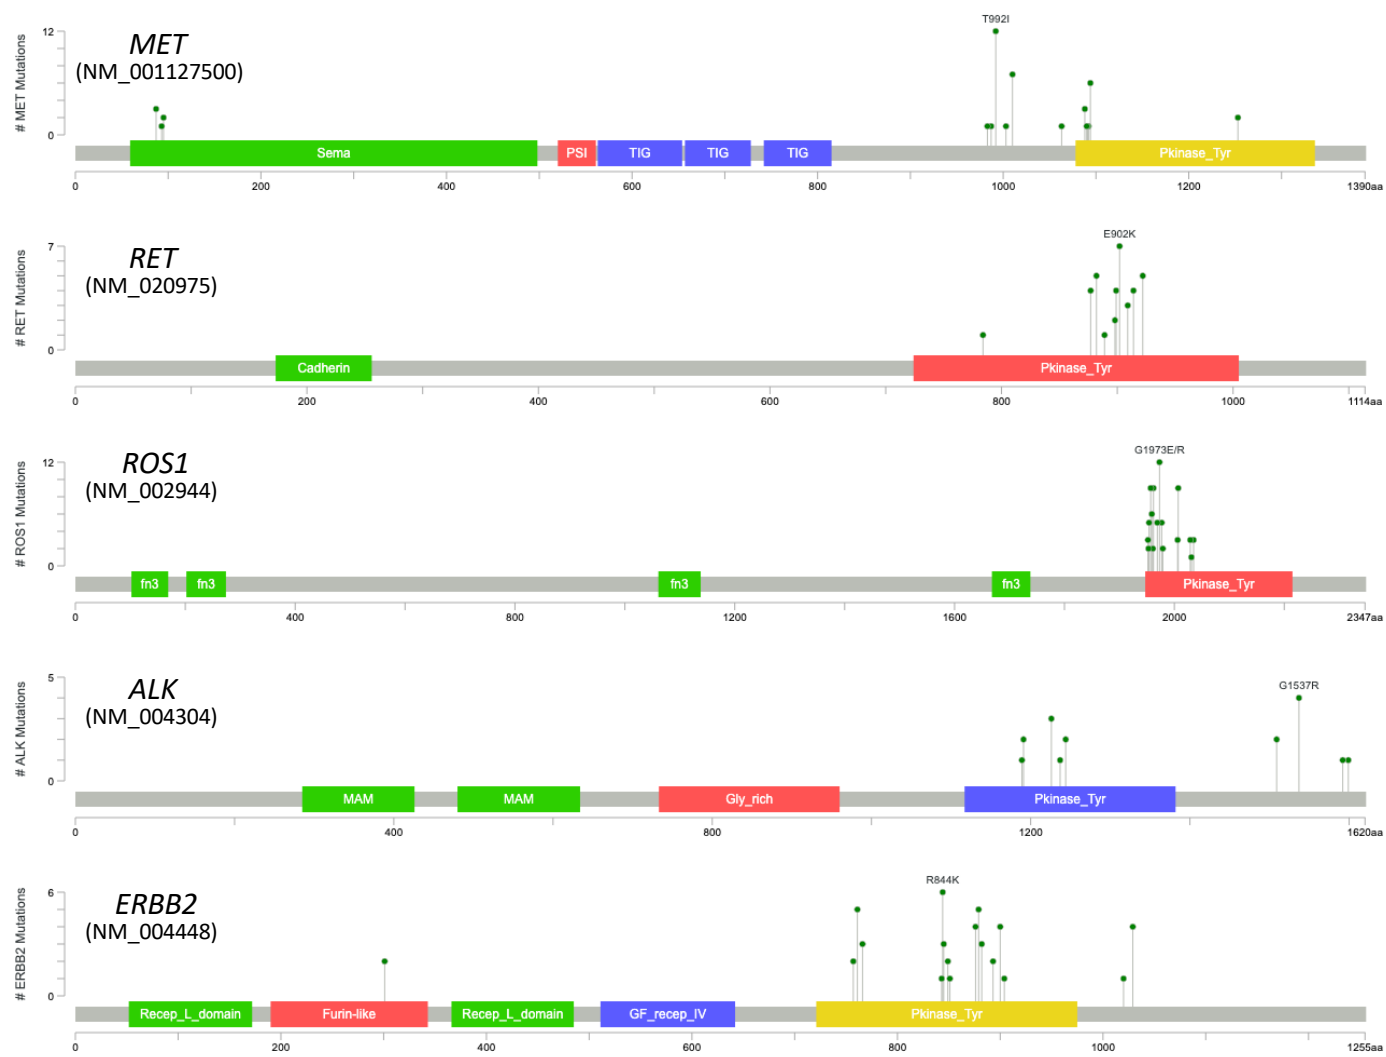 T992I
12
MET
(NM_001127500)
# MET Mutations
0
Sema PSI TIG TIG TIG Pkinase_Tyr
0 200 400 600 800 1000 1200 1390aa
E902K
7
RET
(NM_020975)
# RET Mutations
0
Cadherin Pkinase_Tyr
0 200 400 600 800 1000 1114aa
G1973E/R
12
ROS1
(NM_002944)
# ROS1 Mutations
0
fn3 fn3 fn3 fn3 Pkinase_Tyr
0 400 800 1200 1600 2000 2347aa
5
G1537R
ALK
(NM_004304)
# ALK Mutations
0
MAM MAM Gly_rich Pkinase_Tyr
0 400 800 1200 1620aa
R844K
6
ERBB2
(NM_004448)
# ERBB2 Mutations
0
Recep_L_domain Furin-like Recep_L_domain GF_recep_IV Pkinase_Tyr
0 200 400 600 800 1000 1255aa